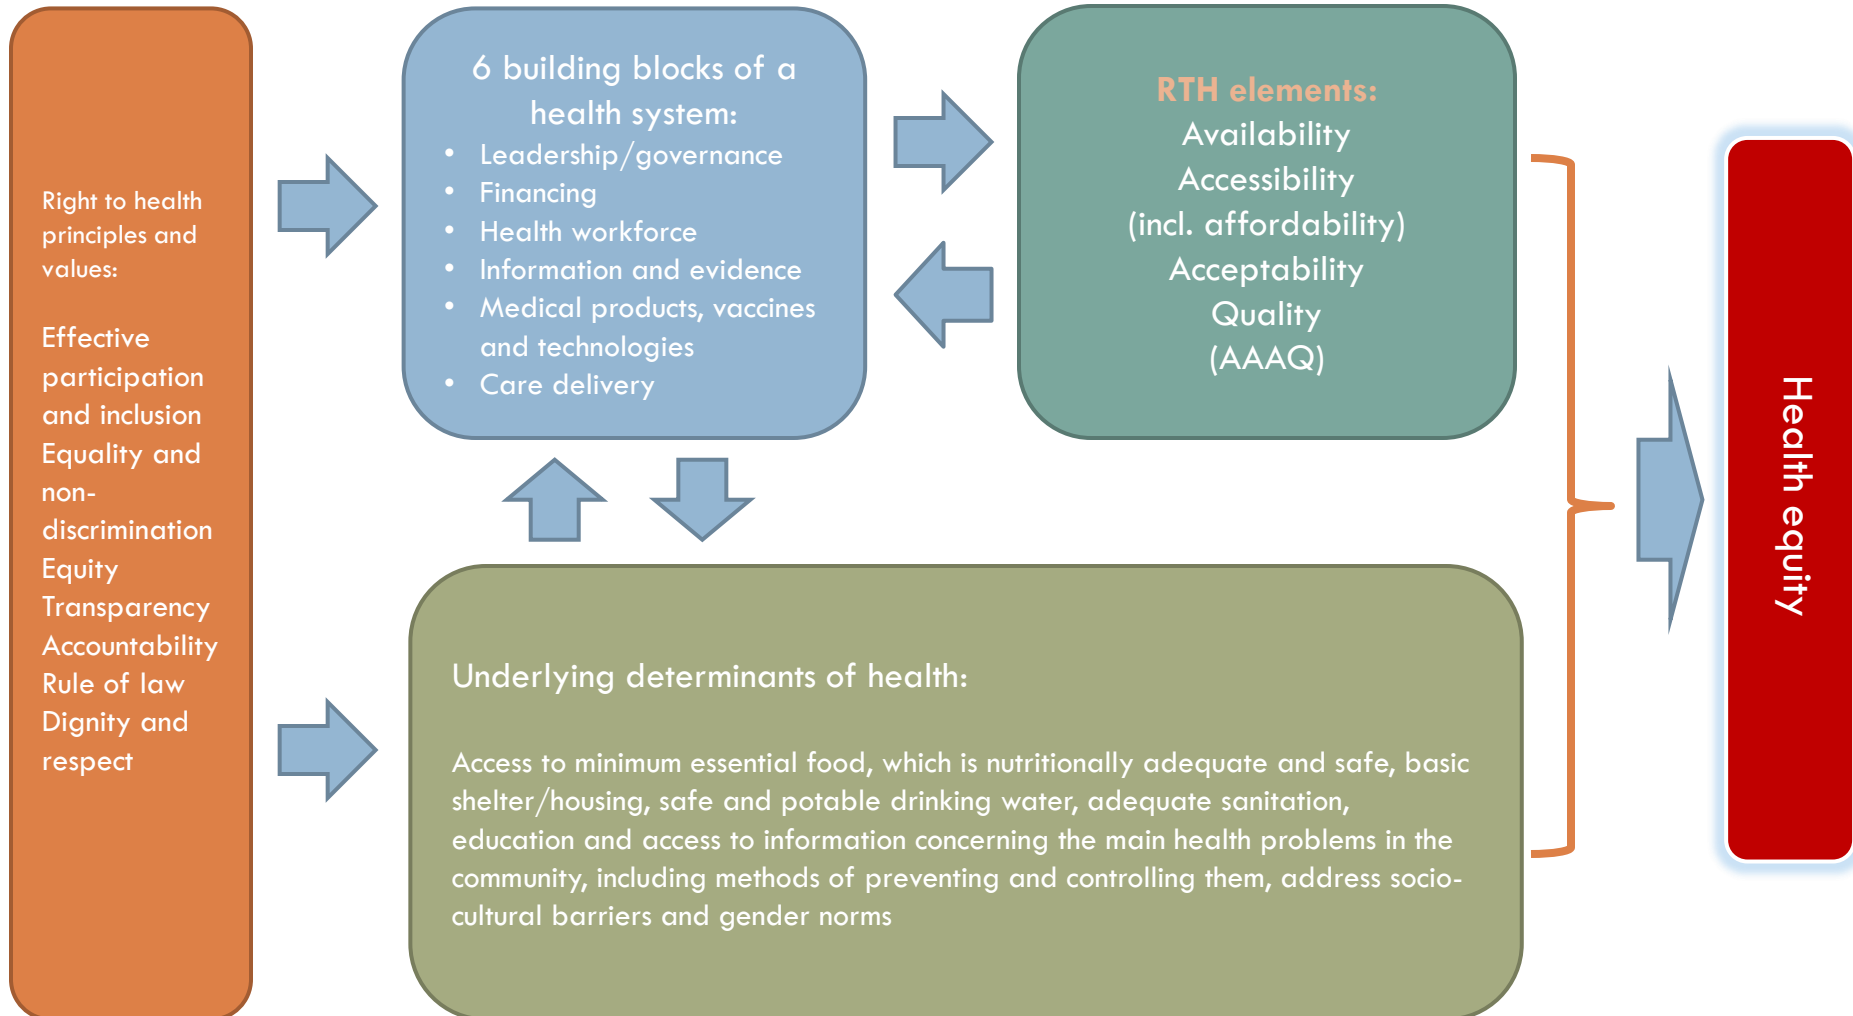 Right to health
principles and
values:
Effective
participation
and inclusion
Equality and
non-
discrimination
Equity
Transparency
Accountability
Rule of law
Dignity and
respect
6 building blocks of a
health system:
• Leadership/governance
• Financing
• Health workforce
• Information and evidence
• Medical products, vaccines
and technologies
• Care delivery
RTH elements:
Availability
Accessibility
(incl. affordability)
Acceptability
Quality
(AAAQ)
Underlying determinants of health:
Access to minimum essential food, which is nutritionally adequate and safe, basic
shelter/housing, safe and potable drinking water, adequate sanitation,
education and access to information concerning the main health problems in the
community, including methods of preventing and controlling them, address socio-
cultural barriers and gender norms
Health equity